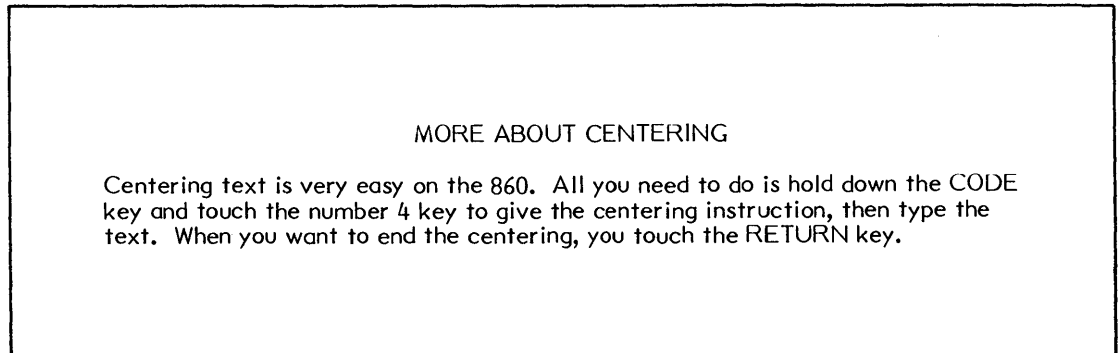 MORE ABOUT CENTERING
Centering text is very easy on the 860.  All you need to do is hold down the CODE
key and touch the number 4 key to give the centering instruction, then type the
text.  When you want to end the centering, you touch the RETURN key.